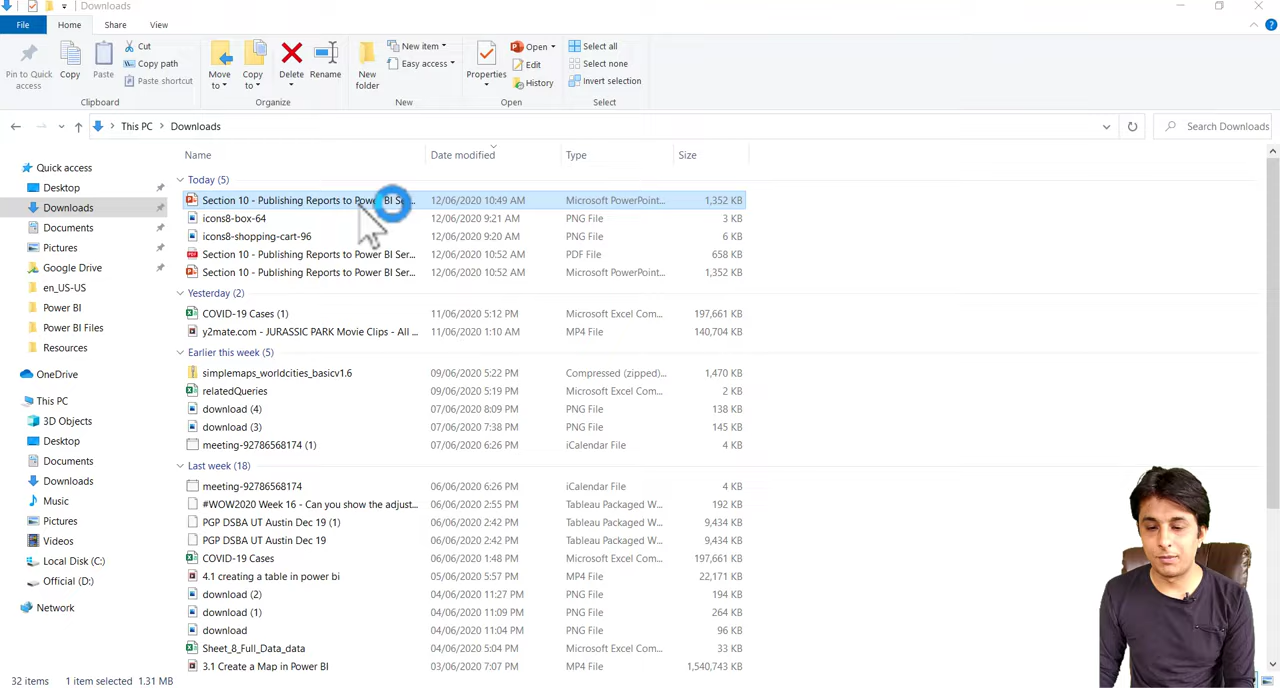 Downloads
File Home Share View
Pin to Quick access
Copy
Paste
Cut
Copy path
Paste shortcut
Clipboard
Move to
Copy to
Delete
Rename
Organize
New folder
New item
Easy access
New
Properties
Open
Edit
History
Open
Select all
Select none
Invert selection
Select
This PC > Downloads
Search Downloads
Quick access
Desktop
Downloads
Documents
Pictures
Google Drive
en_US-US
Power BI
Power BI Files
Resources
OneDrive
This PC
3D Objects
Desktop
Documents
Downloads
Music
Pictures
Videos
Local Disk (C:)
Official (D:)
Network
Name Date modified Type Size
Today (5)
Section 10 - Publishing Reports to Power BI Se... 12/06/2020 10:49 AM Microsoft PowerPoint... 1,352 KB
icons8-box-64 12/06/2020 9:21 AM PNG File 3 KB
icons8-shopping-cart-96 12/06/2020 9:20 AM PNG File 6 KB
Section 10 - Publishing Reports to Power BI Ser... 12/06/2020 10:52 AM PDF File 658 KB
Section 10 - Publishing Reports to Power BI Ser... 12/06/2020 10:52 AM Microsoft PowerPoint... 1,352 KB
Yesterday (2)
COVID-19 Cases (1) 11/06/2020 5:12 PM Microsoft Excel Com... 197,661 KB
y2mate.com - JURASSIC PARK Movie Clips - All ... 11/06/2020 1:10 AM MP4 File 140,704 KB
Earlier this week (5)
simplemaps_worldcities_basicv1.6 09/06/2020 5:22 PM Compressed (zipped)... 1,470 KB
relatedQueries 09/06/2020 5:19 PM Microsoft Excel Com... 2 KB
download (4) 07/06/2020 8:09 PM PNG File 138 KB
download (3) 07/06/2020 7:38 PM PNG File 145 KB
meeting-92786568174 (1) 07/06/2020 6:26 PM iCalendar File 4 KB
Last week (18)
meeting-92786568174 06/06/2020 6:26 PM iCalendar File 4 KB
#WOW2020 Week 16 - Can you show the adjust... 06/06/2020 2:55 PM Tableau Packaged W... 192 KB
PGP DSBA UT Austin Dec 19 (1) 06/06/2020 2:42 PM Tableau Packaged W... 9,434 KB
PGP DSBA UT Austin Dec 19 06/06/2020 2:42 PM Tableau Packaged W... 9,434 KB
COVID-19 Cases 06/06/2020 1:48 PM Microsoft Excel Com... 197,661 KB
4.1 creating a table in power bi 05/06/2020 5:57 PM MP4 File 22,171 KB
download (2) 04/06/2020 11:27 PM PNG File 194 KB
download (1) 04/06/2020 11:09 PM PNG File 264 KB
download 04/06/2020 11:04 PM PNG File 96 KB
Sheet_8_Full_Data_data 04/06/2020 5:04 PM Microsoft Excel Com... 33 KB
3.1 Create a Map in Power BI 03/06/2020 7:07 PM MP4 File 1,540,743 KB
32 items 1 item selected 1.31 MB